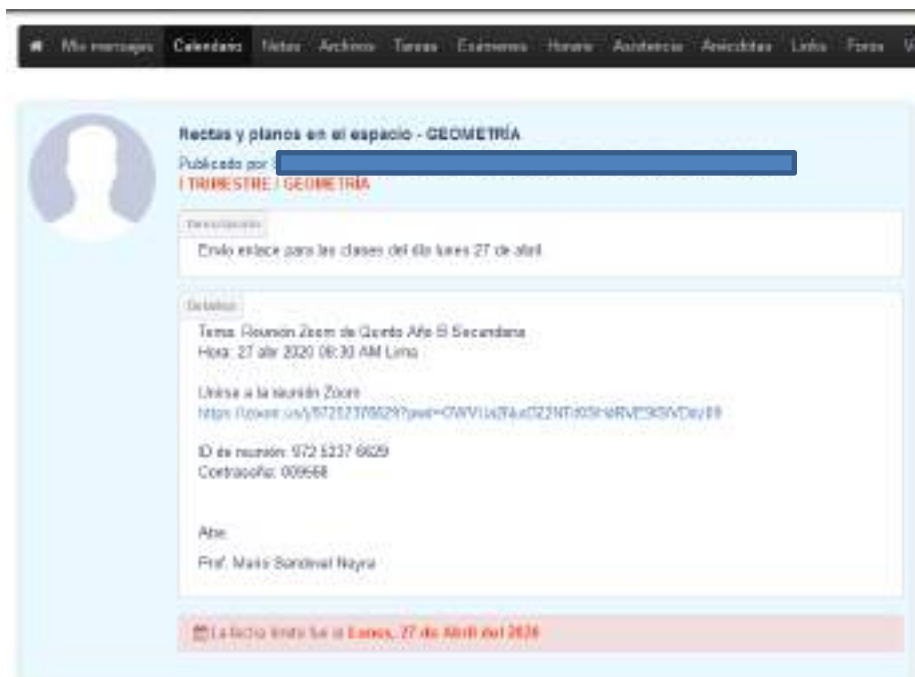 Mis mensajes Calendario Notas Archivos Tareas Exámenes Horario Asistencia Anécdotas Links Foros
Rectas y planos en el espacio - GEOMETRÍA
Publicado por
I TRIMESTRE / GEOMETRÍA
Descripción
Envío enlace para las clases del día lunes 27 de abril
Detalles
Tema: Reunión Zoom de Quinto Año B Secundaria
Hora: 27 abr 2020 08:30 AM Lima
Unirse a la reunión Zoom
ID de reunión: 972 5237 6629
Contraseña:
Atte.
Prof. Mario Sandoval Nayra
La fecha límite fue el Lunes, 27 de Abril del 2020